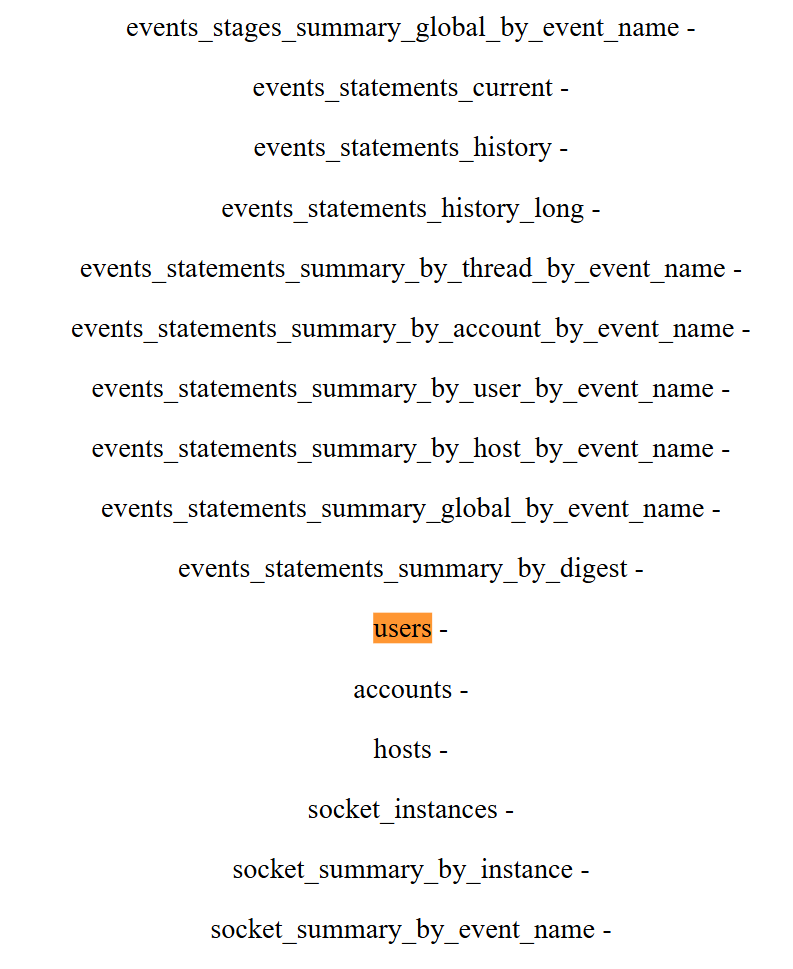 events_stages_summary_global_by_event_name -
events_statements_current -
events_statements_history -
events_statements_history_long -
events_statements_summary_by_thread_by_event_name -
events_statements_summary_by_account_by_event_name -
events_statements_summary_by_user_by_event_name -
events_statements_summary_by_host_by_event_name -
events_statements_summary_global_by_event_name -
events_statements_summary_by_digest -
users -
accounts -
hosts -
socket_instances -
socket_summary_by_instance -
socket_summary_by_event_name -